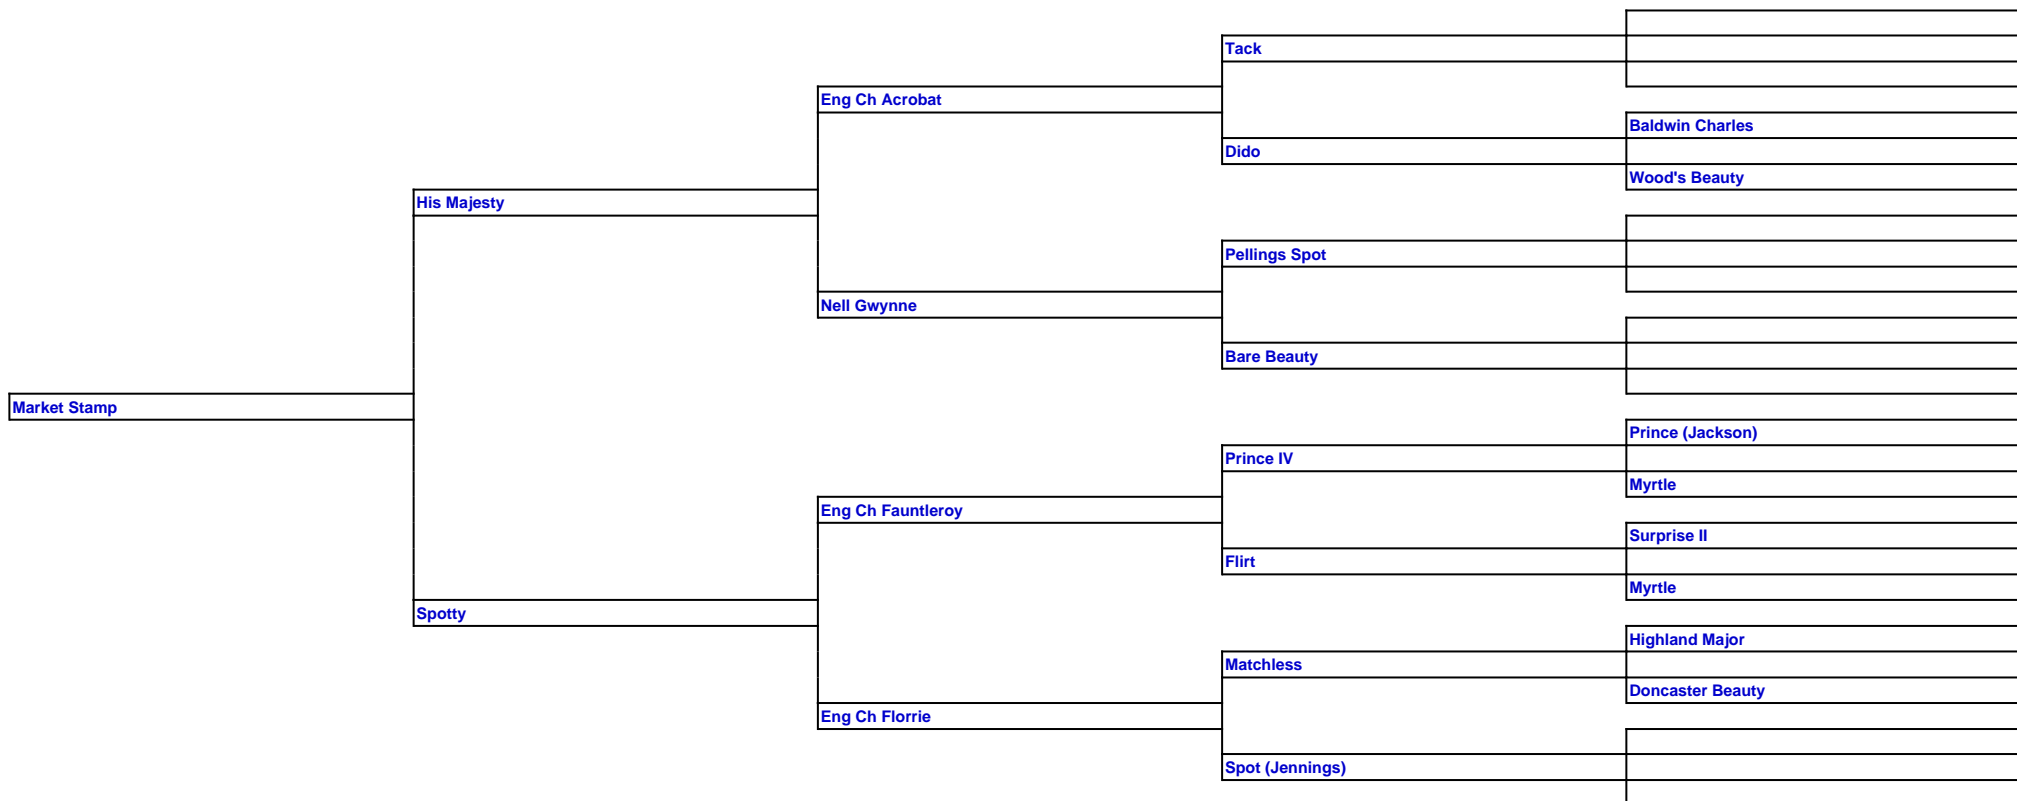 Tack
Eng Ch Acrobat
Baldwin Charles
Dido
Wood's Beauty
His Majesty
Pellings Spot
Nell Gwynne
Bare Beauty
Market Stamp
Prince (Jackson)
Prince IV
Myrtle
Eng Ch Fauntleroy
Surprise II
Flirt
Myrtle
Spotty
Highland Major
Matchless
Doncaster Beauty
Eng Ch Florrie
Spot (Jennings)